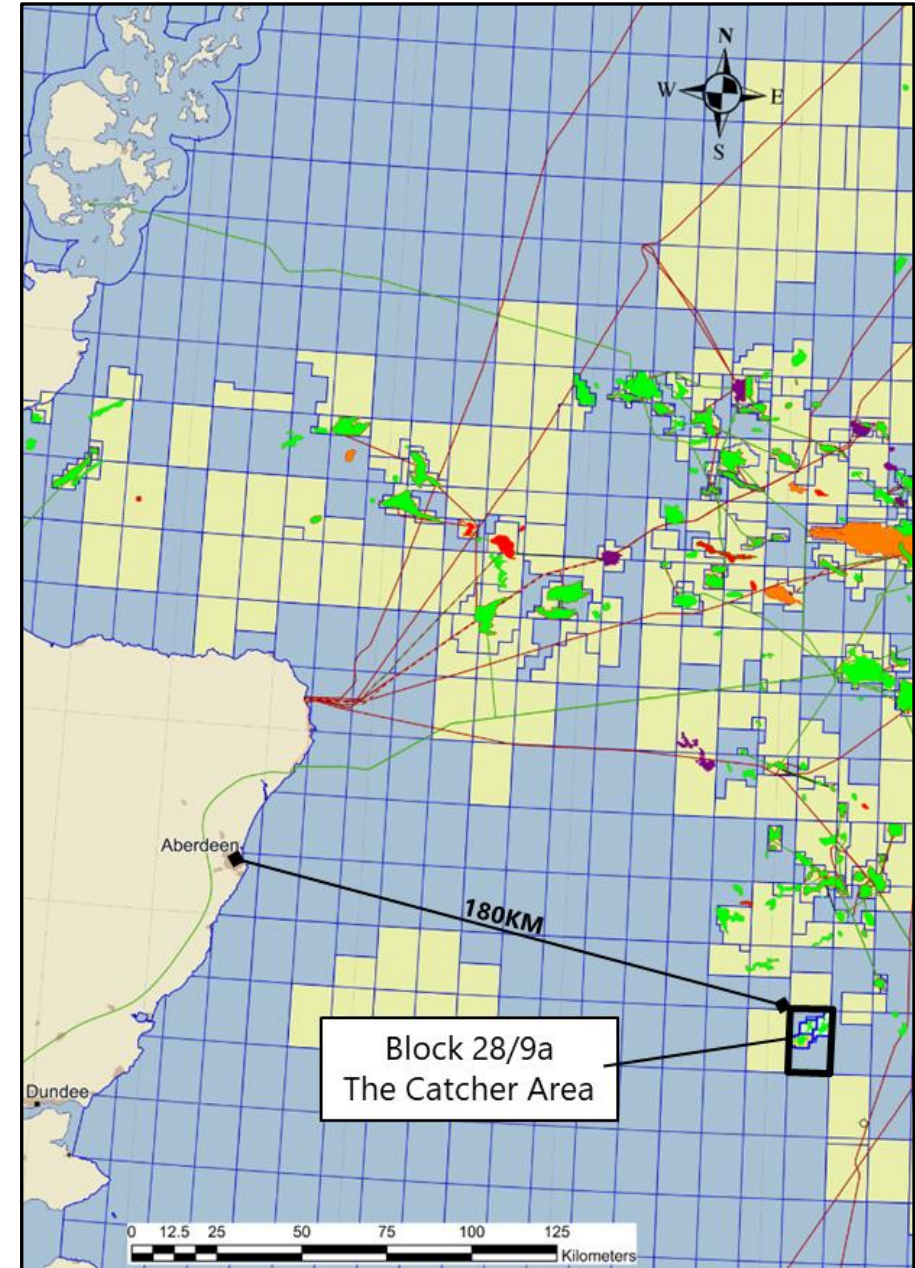 N
W E
S
Aberdeen
180KM
Block 28/9a
The Catcher Area
Dundee
0 12.5 25 50 75 100 125
Kilometers